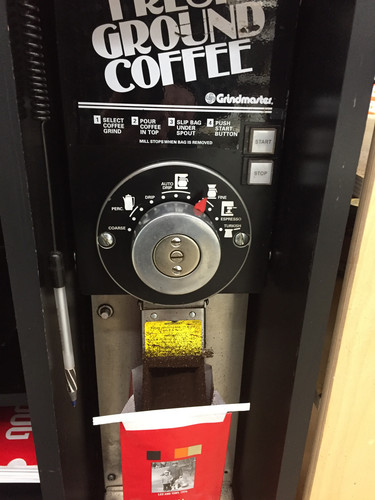 FRESH
GROUND
COFFEE
Grindmaster
1 SELECT COFFEE GRIND
2 POUR COFFEE IN TOP
3 SLIP BAG UNDER SPOUT
4 PUSH START BUTTON
MILL STOPS WHEN BAG IS REMOVED
START
STOP
AUTO DRIP
DRIP
FINE
PERC.
ESPRESSO
COARSE
TURKISH